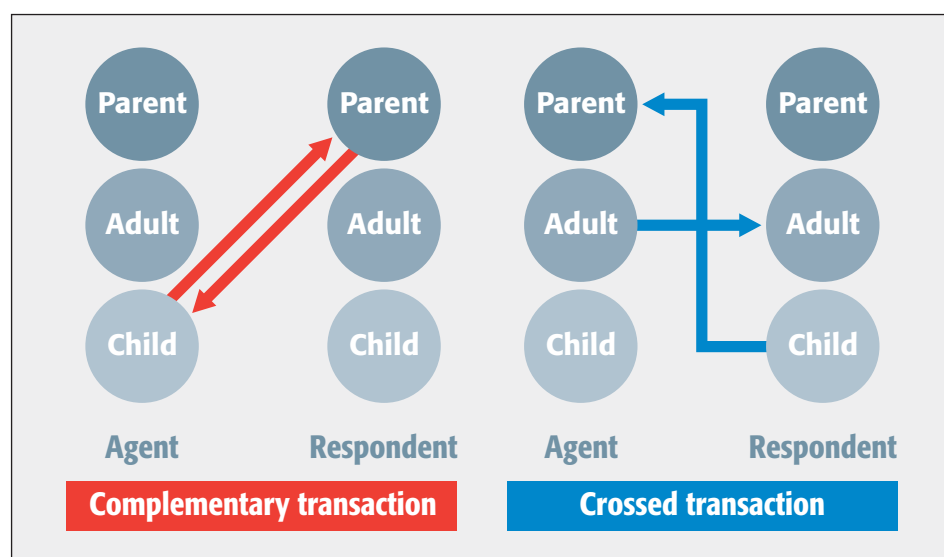 Parent Parent Parent Parent
Adult Adult Adult Adult
Child Child Child Child
Agent Respondent Agent Respondent
Complementary transaction Crossed transaction